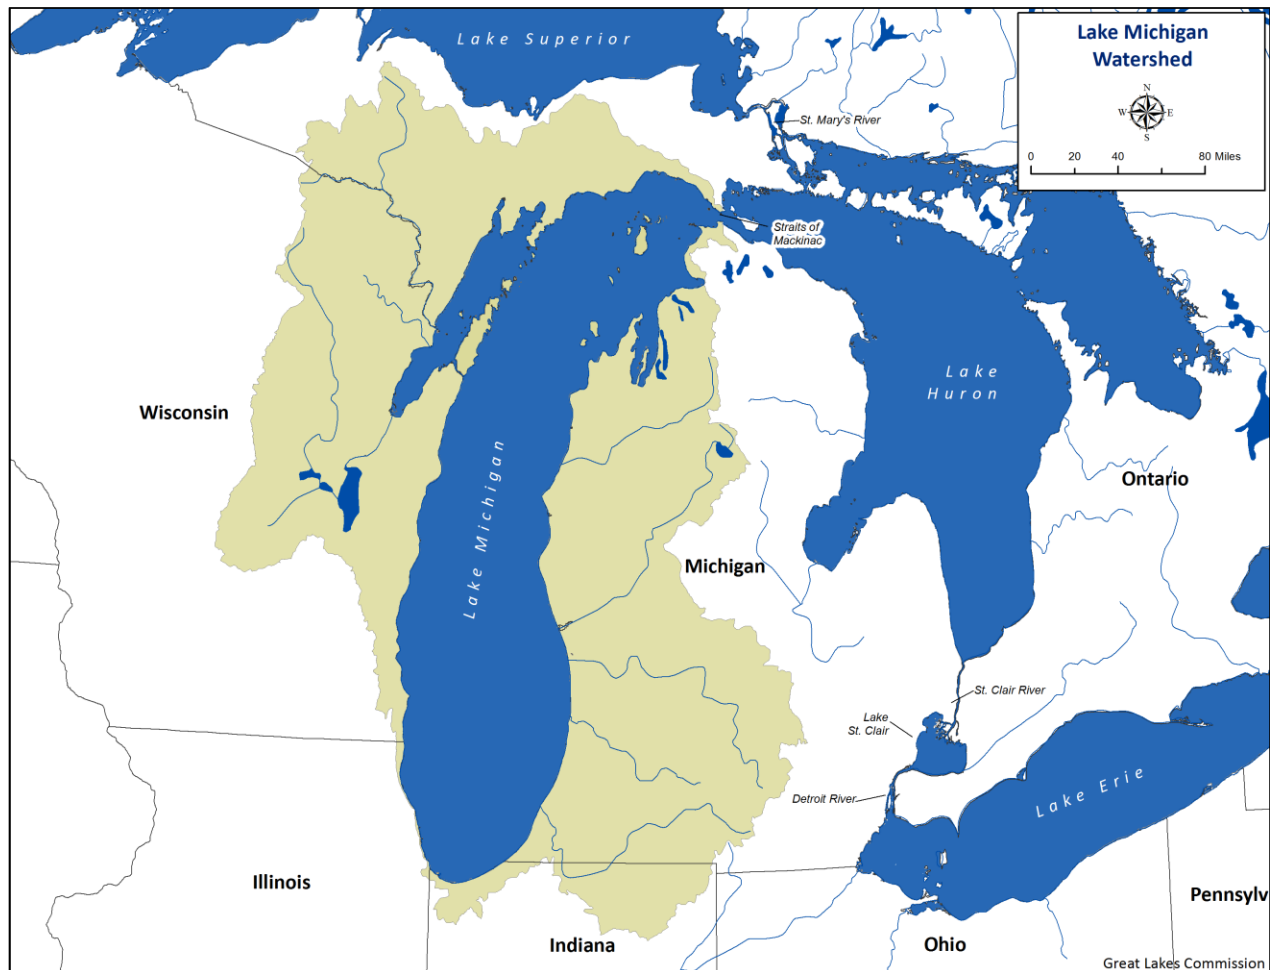 Lake Superior
Lake Michigan
Watershed
N
W
E
S
0
20
40
80 Miles
St. Mary's River
Straits of
Mackinac
Lake
Huron
Wisconsin
Lake Michigan
Ontario
Michigan
St. Clair River
Lake
St. Clair
Detroit River
Lake Erie
Illinois
Pennsylv
Indiana
Ohio
Great Lakes Commission